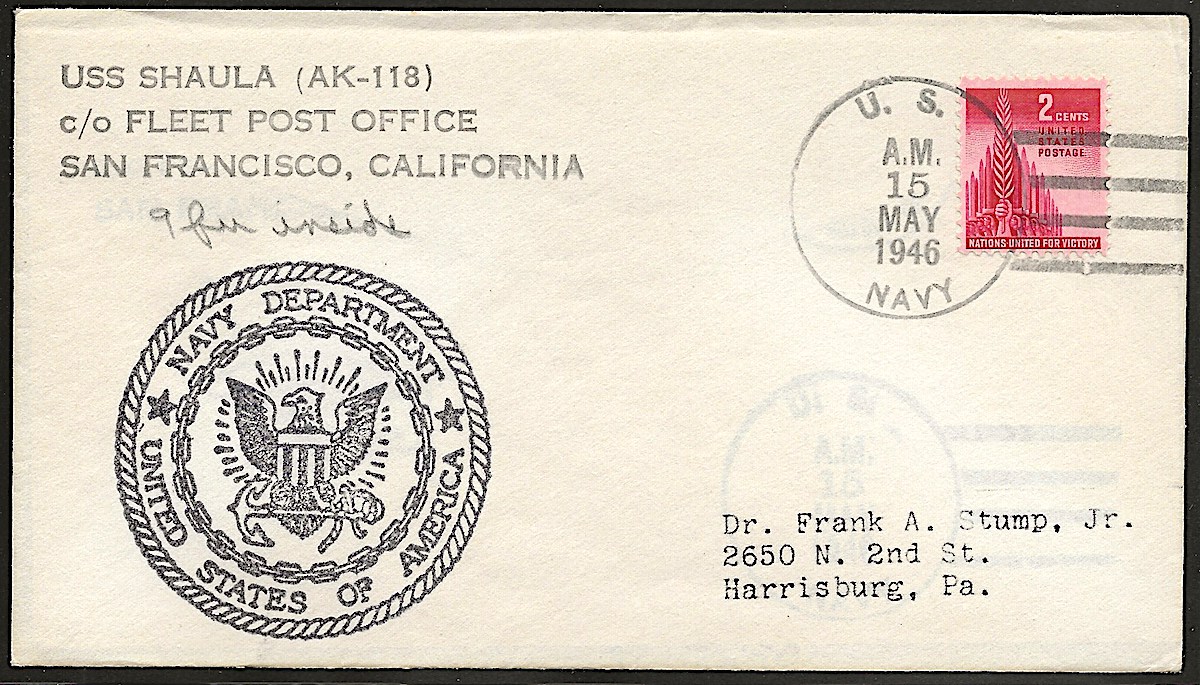 USS SHAULA (AK-118)
c/o FLEET POST OFFICE
SAN FRANCISCO, CALIFORNIA
inside
U. S.
A.M.
15
MAY
1946
NAVY
2 CENTS
UNITED
STATES
POSTAGE
NATIONS UNITED FOR VICTORY
NAVY DEPARTMENT
UNITED STATES OF AMERICA
Dr. Frank A. Stump, Jr.
2650 N. 2nd St.
Harrisburg, Pa.